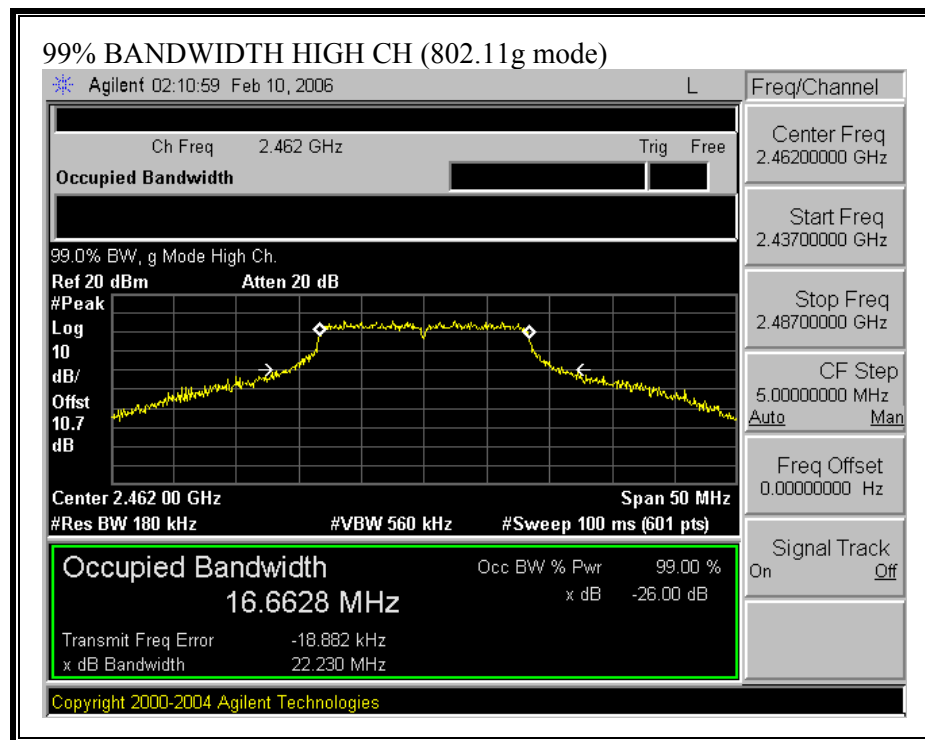 99% BANDWIDTH HIGH CH (802.11g mode)
Agilent 02:10:59 Feb 10, 2006 L
Freq/Channel
Ch Freq 2.462 GHz Trig Free
Occupied Bandwidth
Center Freq
2.46200000 GHz
Start Freq
2.43700000 GHz
Stop Freq
2.48700000 GHz
CF Step
5.00000000 MHz
Auto Man
Freq Offset
0.00000000 Hz
Signal Track
On Off
99.0% BW, g Mode High Ch.
Ref 20 dBm Atten 20 dB
#Peak
Log
10
dB/
Offst
10.7
dB
Center 2.462 00 GHz Span 50 MHz
#Res BW 180 kHz #VBW 560 kHz #Sweep 100 ms (601 pts)
Occupied Bandwidth Occ BW % Pwr 99.00 %
16.6628 MHz x dB -26.00 dB
Transmit Freq Error -18.882 kHz
x dB Bandwidth 22.230 MHz
Copyright 2000-2004 Agilent Technologies